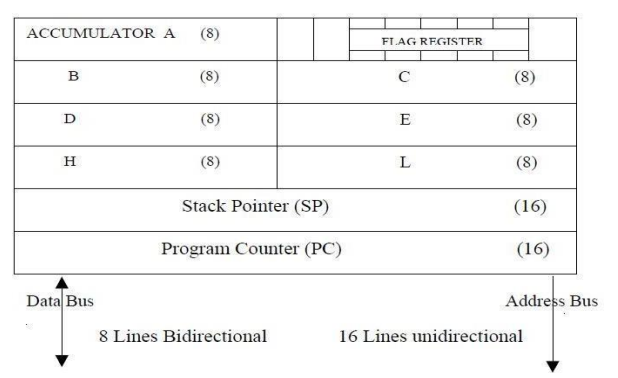 ACCUMULATOR A (8) FLAG REGISTER
B (8) C (8)
D (8) E (8)
H (8) L (8)
Stack Pointer (SP) (16)
Program Counter (PC) (16)
Data Bus Address Bus
8 Lines Bidirectional 16 Lines unidirectional